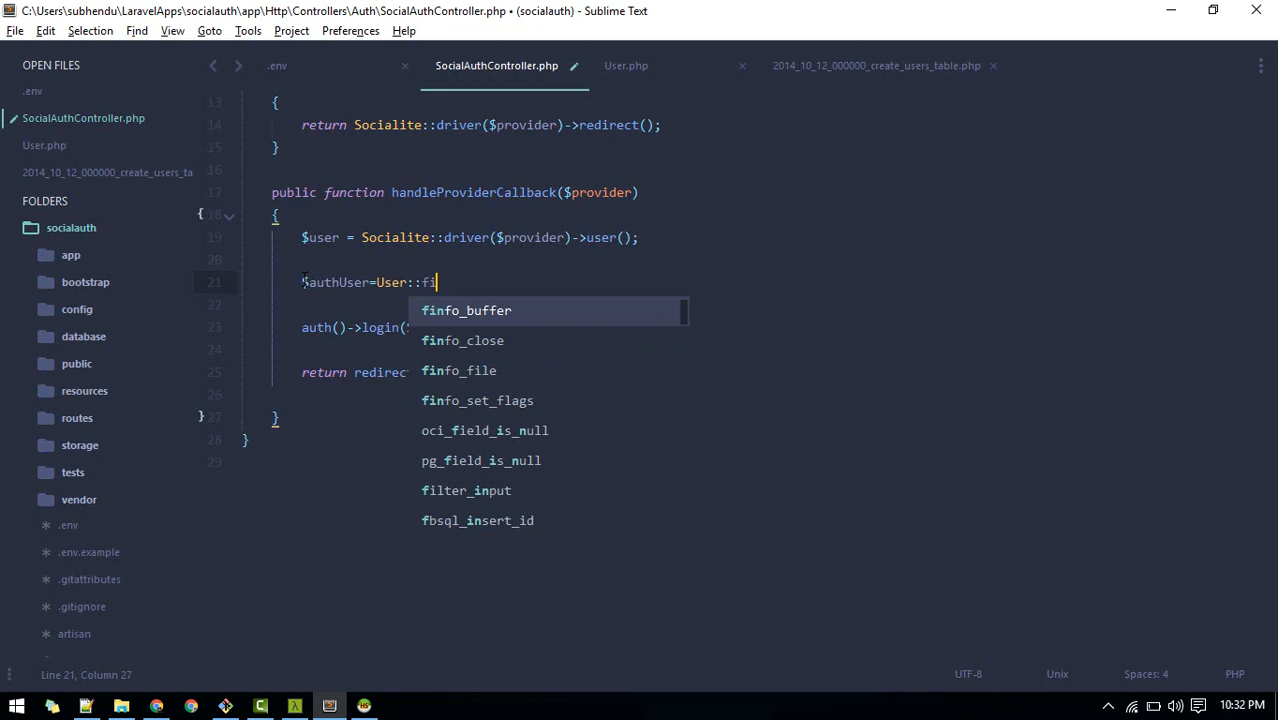 C:\Users\subhendu\LaravelApps\socialauth\app\Http\Controllers\Auth\SocialAuthController.php • (socialauth) - Sublime Text
File Edit Selection Find View Goto Tools Project Preferences Help
OPEN FILES
.env
SocialAuthController.php
User.php
2014_10_12_000000_create_users_ta
FOLDERS
socialauth
app
bootstrap
config
database
public
resources
routes
storage
tests
vendor
.env
.env.example
.gitattributes
.gitignore
artisan
.env SocialAuthController.php User.php 2014_10_12_000000_create_users_table.php
13 {
14 return Socialite::driver($provider)->redirect();
15 }
16
17 public function handleProviderCallback($provider)
18 {
19 $user = Socialite::driver($provider)->user();
20
21 $authUser=User::fi
22
23 auth()->login(
24
25 return redirec
26
27 }
28 }
29
finfo_buffer
finfo_close
finfo_file
finfo_set_flags
oci_field_is_null
pg_field_is_null
filter_input
fbsql_insert_id
{
}
Line 21, Column 27 UTF-8 Unix Spaces: 4 PHP
10:32 PM